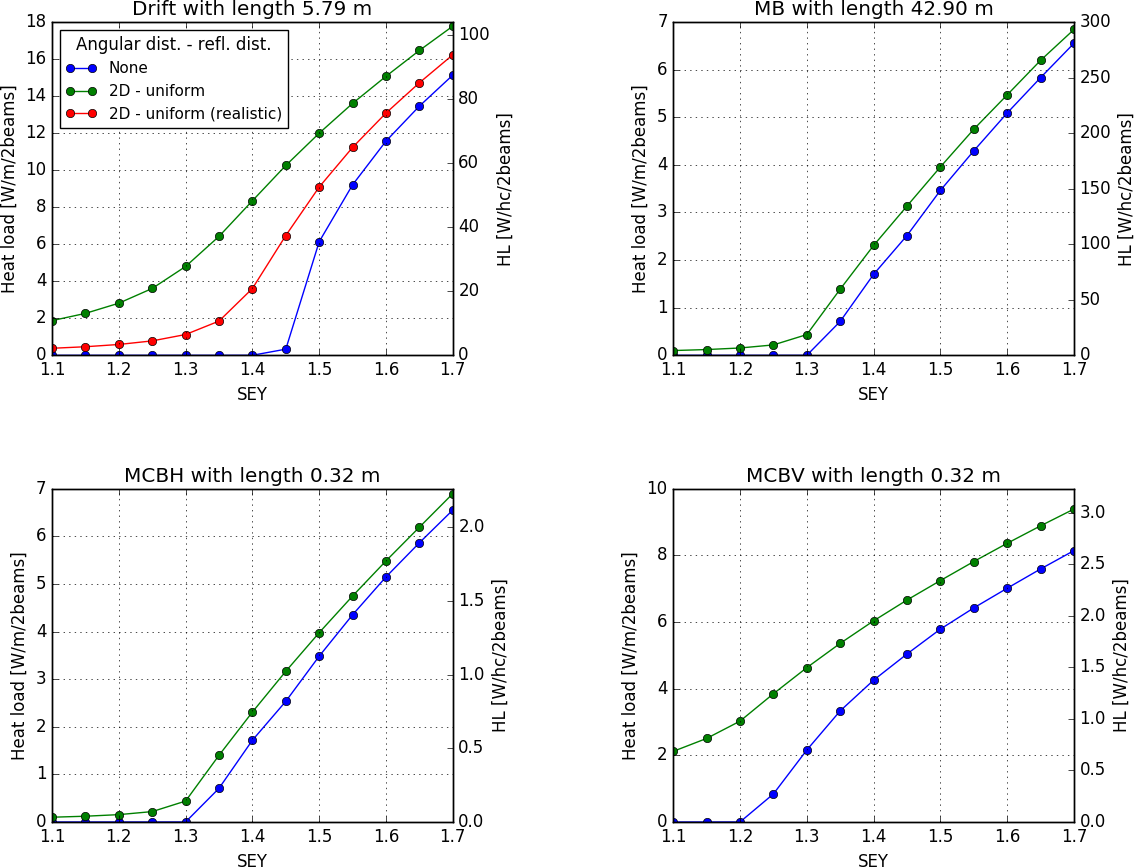 Drift with length 5.79 m
18
16
14
12
10
8
6
4
2
0
Heat load [W/m/2beams]
Angular dist. - refl. dist.
None
2D - uniform
2D - uniform (realistic)
100
80
60
40
20
0
HL [W/hc/2beams]
1.1 1.2 1.3 1.4 1.5 1.6 1.7
SEY
MB with length 42.90 m
7
6
5
4
3
2
1
0
Heat load [W/m/2beams]
300
250
200
150
100
50
0
HL [W/hc/2beams]
1.1 1.2 1.3 1.4 1.5 1.6 1.7
SEY
MCBH with length 0.32 m
7
6
5
4
3
2
1
0
Heat load [W/m/2beams]
2.0
1.5
1.0
0.5
0.0
HL [W/hc/2beams]
1.1 1.2 1.3 1.4 1.5 1.6 1.7
SEY
MCBV with length 0.32 m
10
8
6
4
2
0
Heat load [W/m/2beams]
3.0
2.5
2.0
1.5
1.0
0.5
0.0
HL [W/hc/2beams]
1.1 1.2 1.3 1.4 1.5 1.6 1.7
SEY